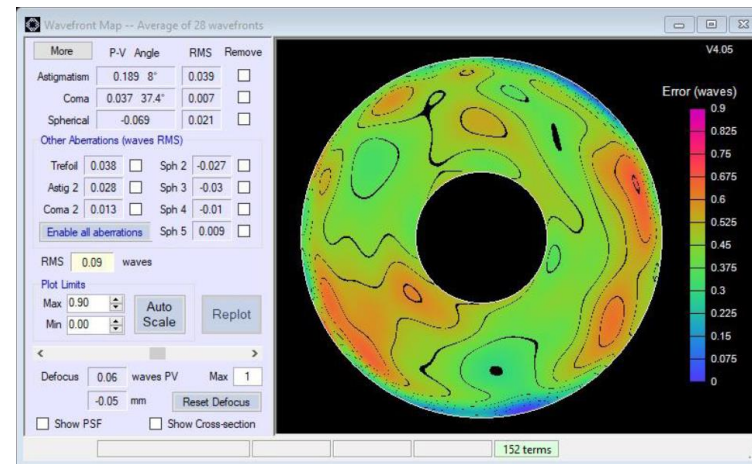 Wavefront Map -- Average of 28 wavefronts
More P-V Angle RMS Remove
Astigmatism 0.189 8° 0.039
Coma 0.037 37.4° 0.007
Spherical -0.069 0.021
Other Aberrations (waves RMS)
Trefoil 0.038 Sph 2 -0.027
Astig 2 0.028 Sph 3 -0.03
Coma 2 0.013 Sph 4 -0.01
Enable all aberrations Sph 5 0.009
RMS 0.09 waves
Plot Limits
Max 0.90
Min 0.00
Auto
Scale
Replot
Defocus 0.06 waves PV Max 1
-0.05 mm Reset Defocus
Show PSF Show Cross-section
V4.05
Error (waves)
0.9
0.825
0.75
0.675
0.6
0.525
0.45
0.375
0.3
0.225
0.15
0.075
0
152 terms